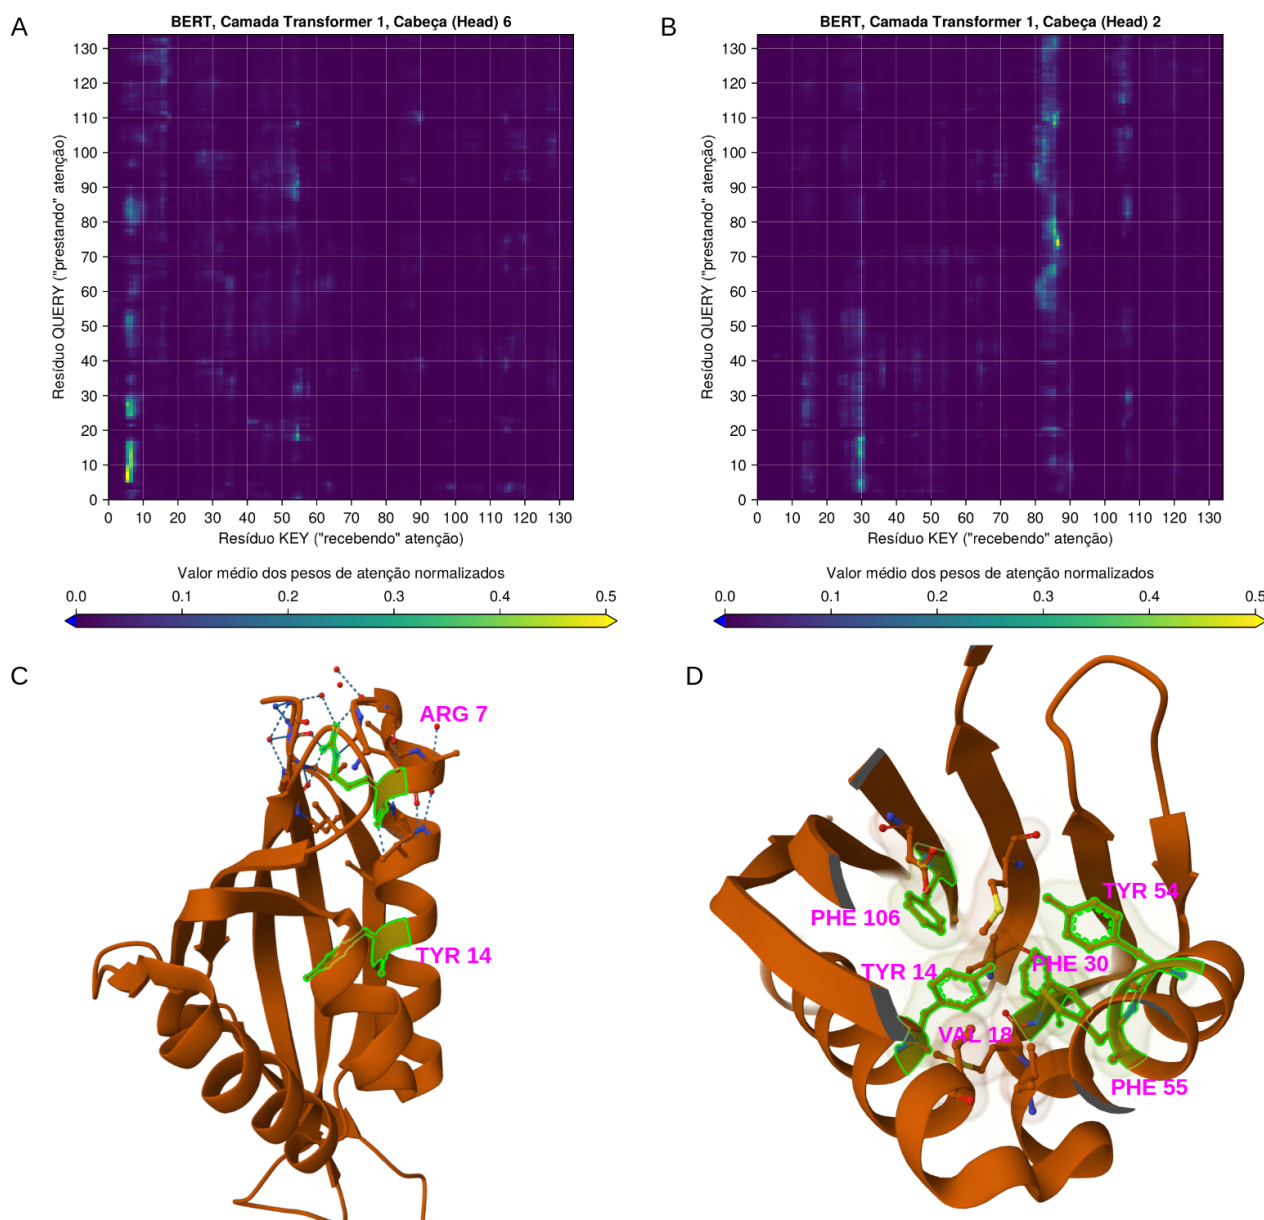 A
BERT, Camada Transformer 1, Cabeça (Head) 6
Resíduo QUERY ("prestando" atenção)
130
120
110
100
90
80
70
60
50
40
30
20
10
0
0 10 20 30 40 50 60 70 80 90 100 110 120 130
Resíduo KEY ("recebendo" atenção)
Valor médio dos pesos de atenção normalizados
0.0 0.1 0.2 0.3 0.4 0.5
B
BERT, Camada Transformer 1, Cabeça (Head) 2
Resíduo QUERY ("prestando" atenção)
130
120
110
100
90
80
70
60
50
40
30
20
10
0
0 10 20 30 40 50 60 70 80 90 100 110 120 130
Resíduo KEY ("recebendo" atenção)
Valor médio dos pesos de atenção normalizados
0.0 0.1 0.2 0.3 0.4 0.5
C
ARG 7
TYR 14
D
TYR 54
PHE 106
TYR 14
PHE 30
VAL 18
PHE 55